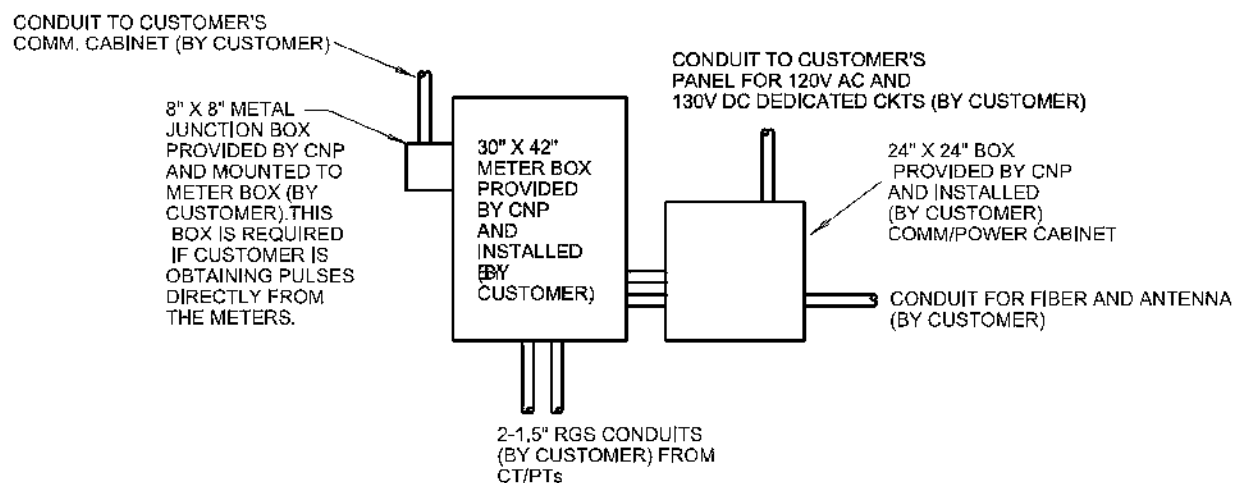 CONDUIT TO CUSTOMER'S
COMM. CABINET (BY CUSTOMER)
8" X 8" METAL
JUNCTION BOX
PROVIDED BY CNP
AND MOUNTED TO
METER BOX (BY
CUSTOMER).THIS
BOX IS REQUIRED
IF CUSTOMER IS
OBTAINING PULSES
DIRECTLY FROM
THE METERS.
30" X 42"
METER BOX
PROVIDED
BY CNP
AND
INSTALLED
(BY
CUSTOMER)
CONDUIT TO CUSTOMER'S
PANEL FOR 120V AC AND
130V DC DEDICATED CKTS (BY CUSTOMER)
24" X 24" BOX
PROVIDED BY CNP
AND INSTALLED
(BY CUSTOMER)
COMM/POWER CABINET
CONDUIT FOR FIBER AND ANTENNA
(BY CUSTOMER)
2-1.5" RGS CONDUITS
(BY CUSTOMER) FROM
CT/PTs